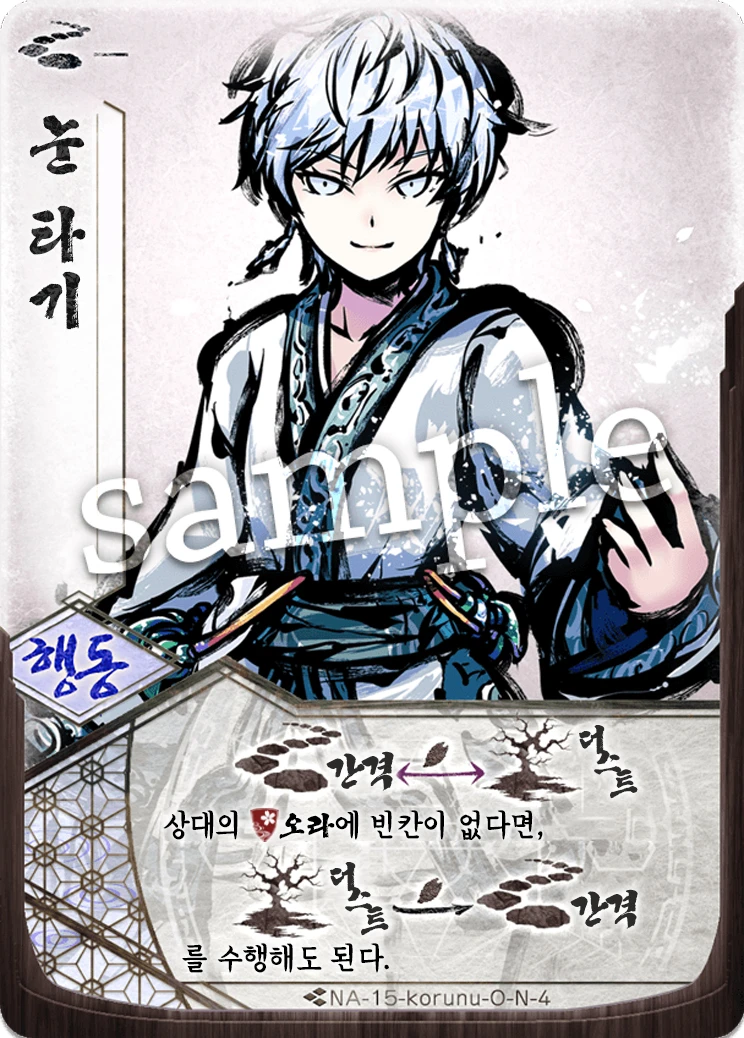 눈타기
sample
행동
간격 더스트
상대의 오라에 빈칸이 없다면,
더스트 간격
를 수행해도 된다.
NA-15-korunu-O-N-4